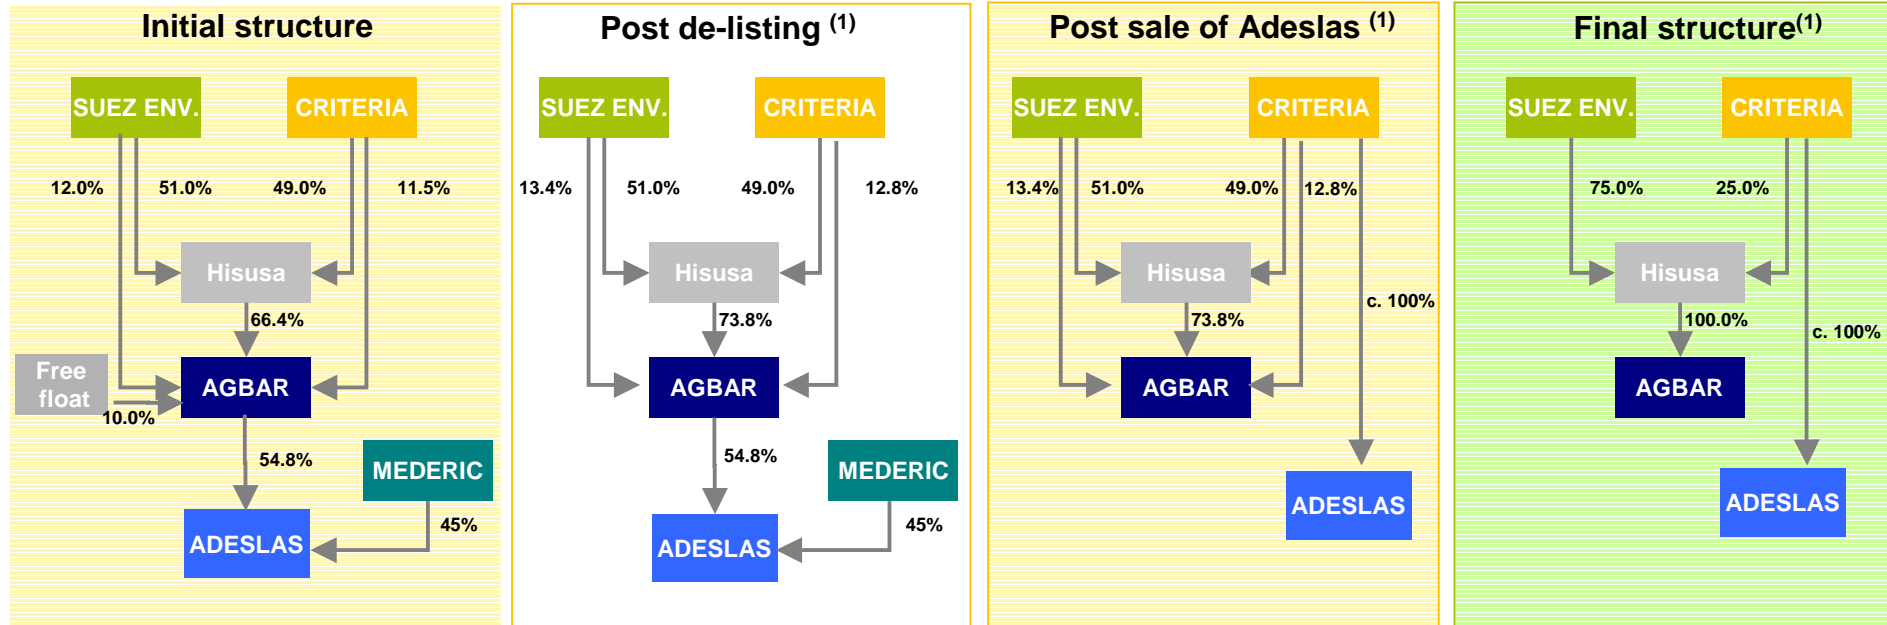 Initial structure
SUEZ ENV.
CRITERIA
12.0%
51.0%
49.0%
11.5%
Hisusa
66.4%
Free
float
AGBAR
10.0%
54.8%
MEDERIC
45%
ADESLAS
Post de-listing (1)
SUEZ ENV.
CRITERIA
13.4%
51.0%
49.0%
12.8%
Hisusa
73.8%
AGBAR
54.8%
MEDERIC
45%
ADESLAS
Post sale of Adeslas (1)
SUEZ ENV.
CRITERIA
13.4%
51.0%
49.0%
12.8%
Hisusa
c. 100%
73.8%
AGBAR
ADESLAS
Final structure(1)
SUEZ ENV.
CRITERIA
75.0%
25.0%
Hisusa
100.0%
c. 100%
AGBAR
ADESLAS